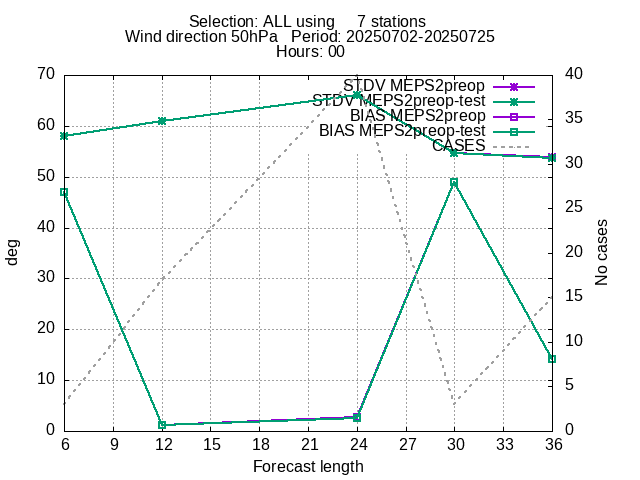 Selection: ALL using 7 stations
Wind direction 50hPa Period: 20250702-20250725
Hours: 00
STDV MEPS2preop
STDV MEPS2preop-test
BIAS MEPS2preop
BIAS MEPS2preop-test
CASES
70
60
50
40
30
20
10
0
deg
40
35
30
25
20
15
10
5
0
No cases
6 9 12 15 18 21 24 27 30 33 36
Forecast length